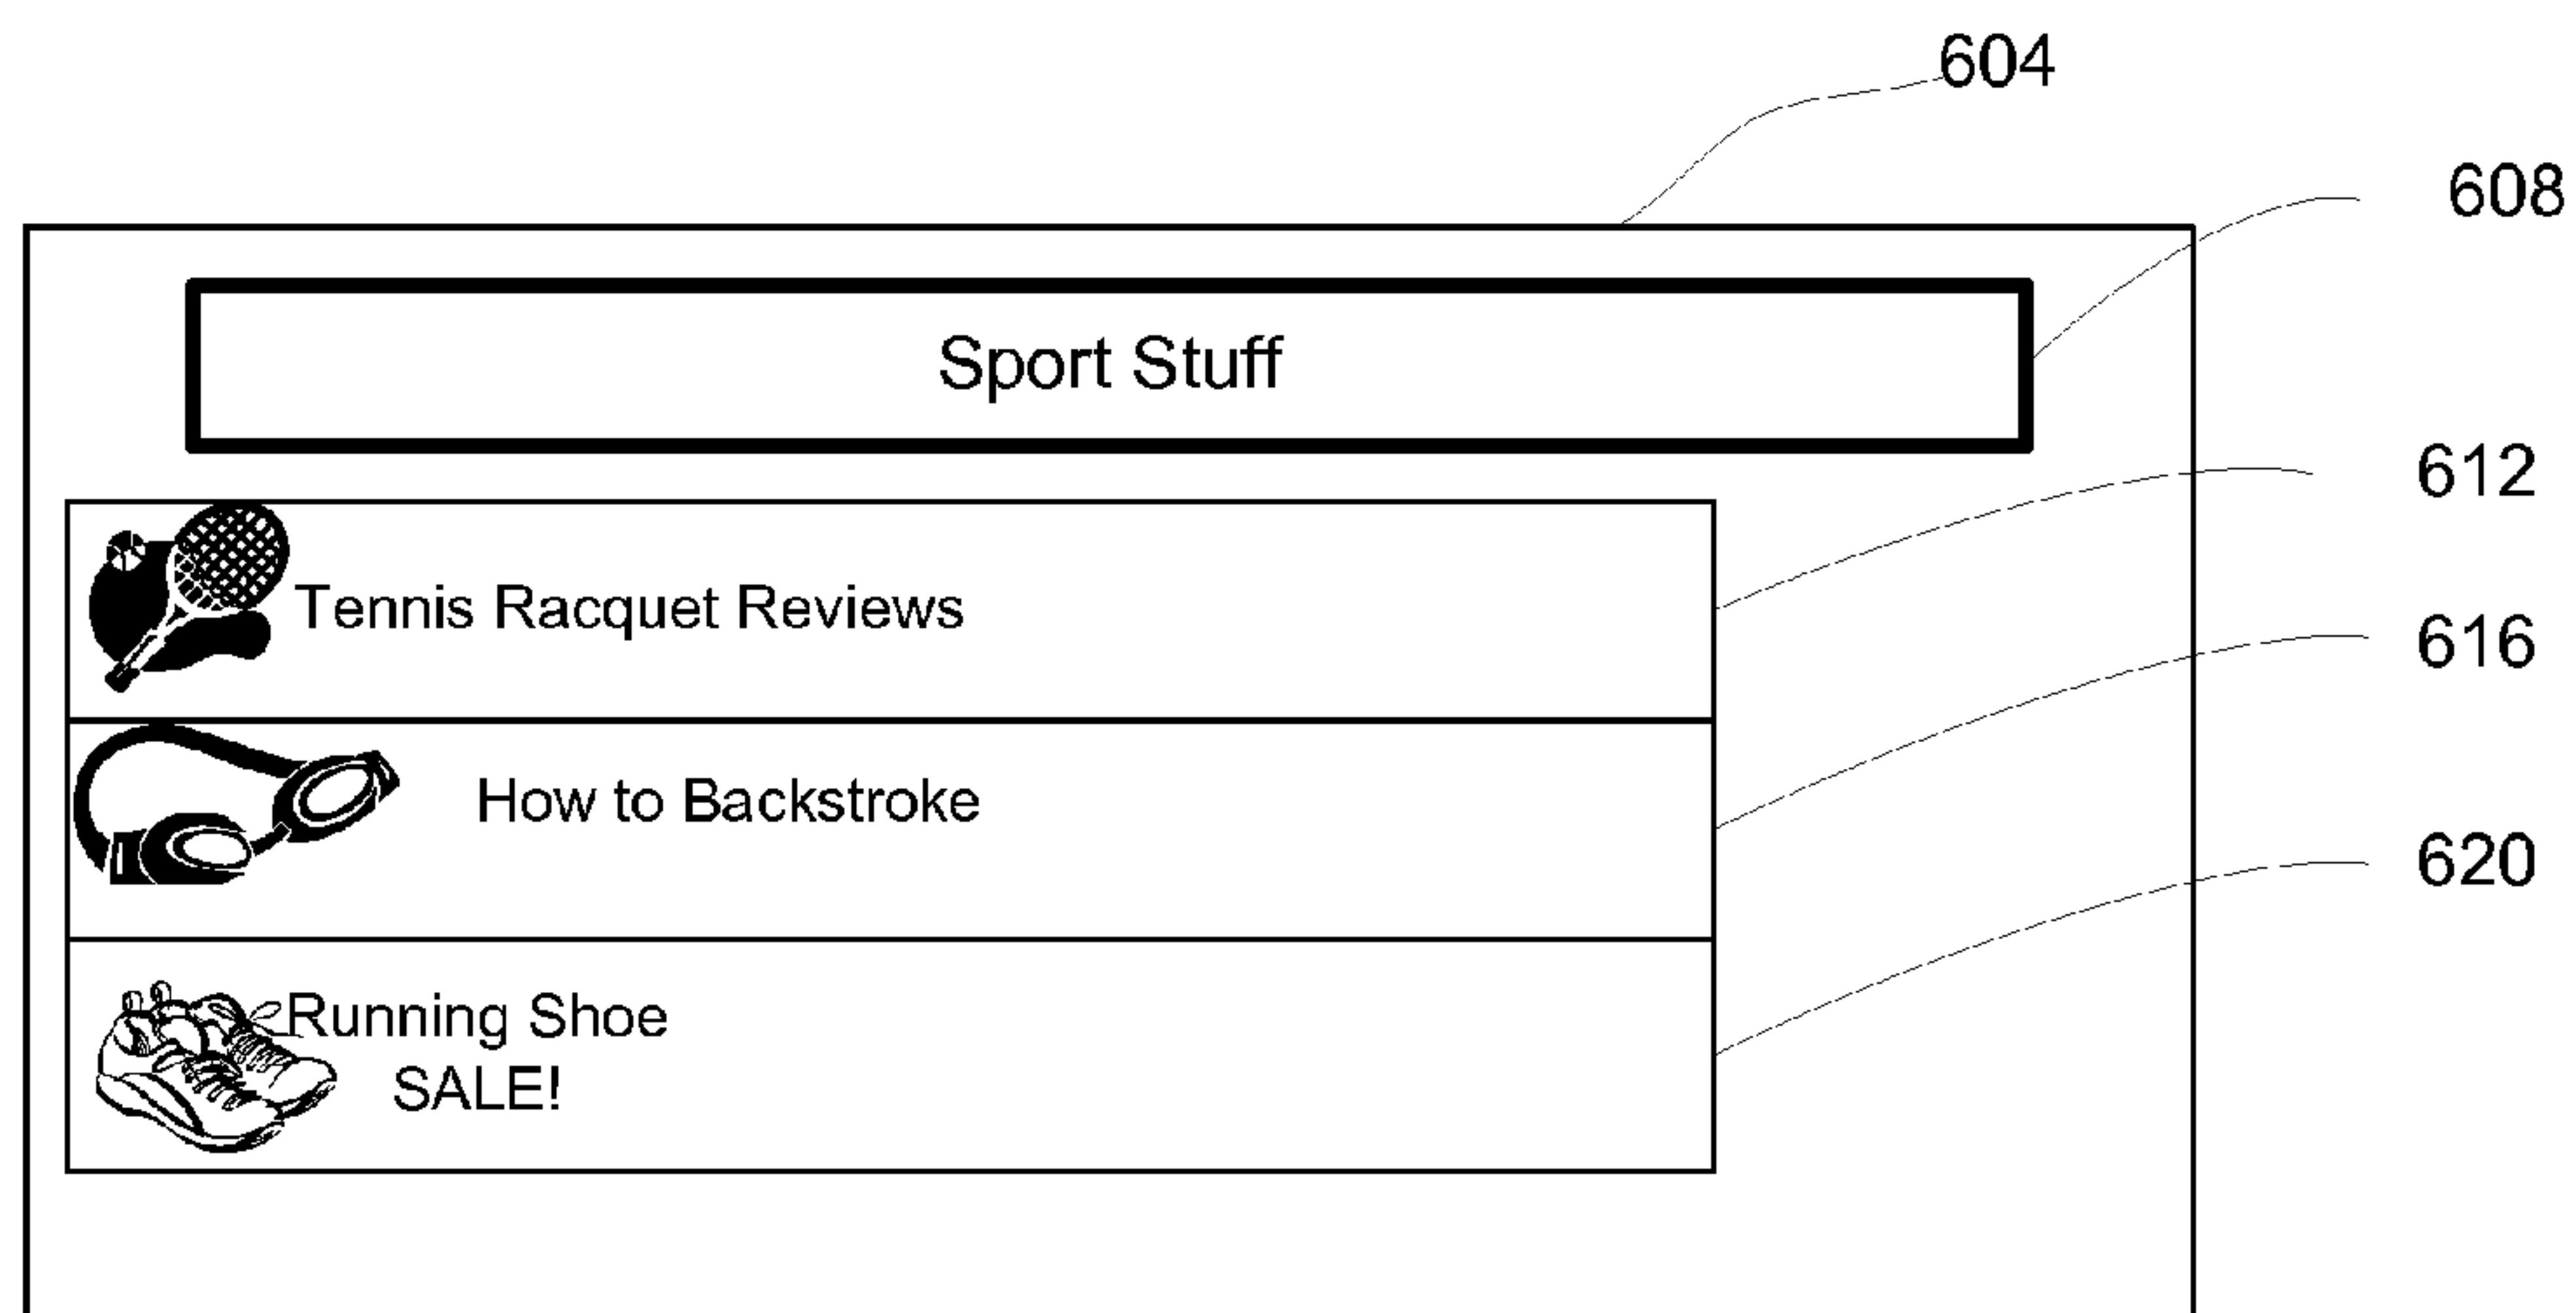 604
608
Sport Stuff
612
Tennis Racquet Reviews
616
How to Backstroke
620
Running Shoe
SALE!